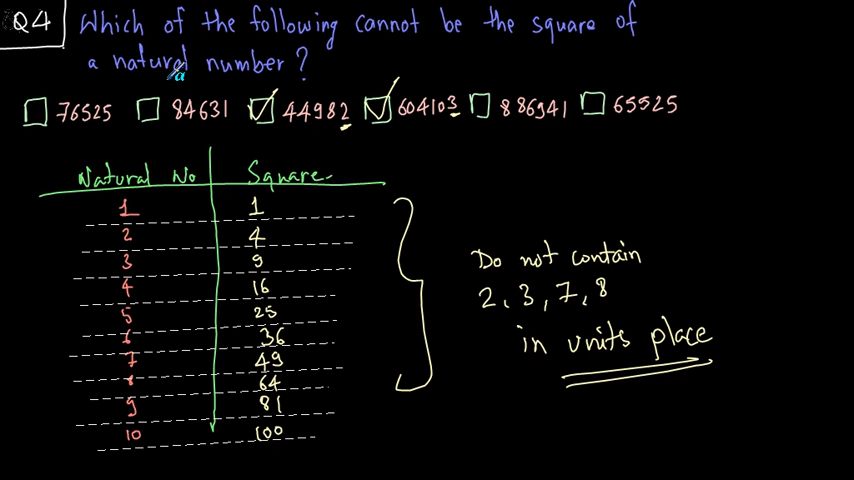 Q4 Which of the following cannot be the square of
a natural number?
76525 84631 44982 604103 886941 65525
Natural No Square
1 1
2 4
3 9
4 16
5 25
6 36
7 49
8 64
9 81
10 100
Do not contain
2, 3, 7, 8
in units place